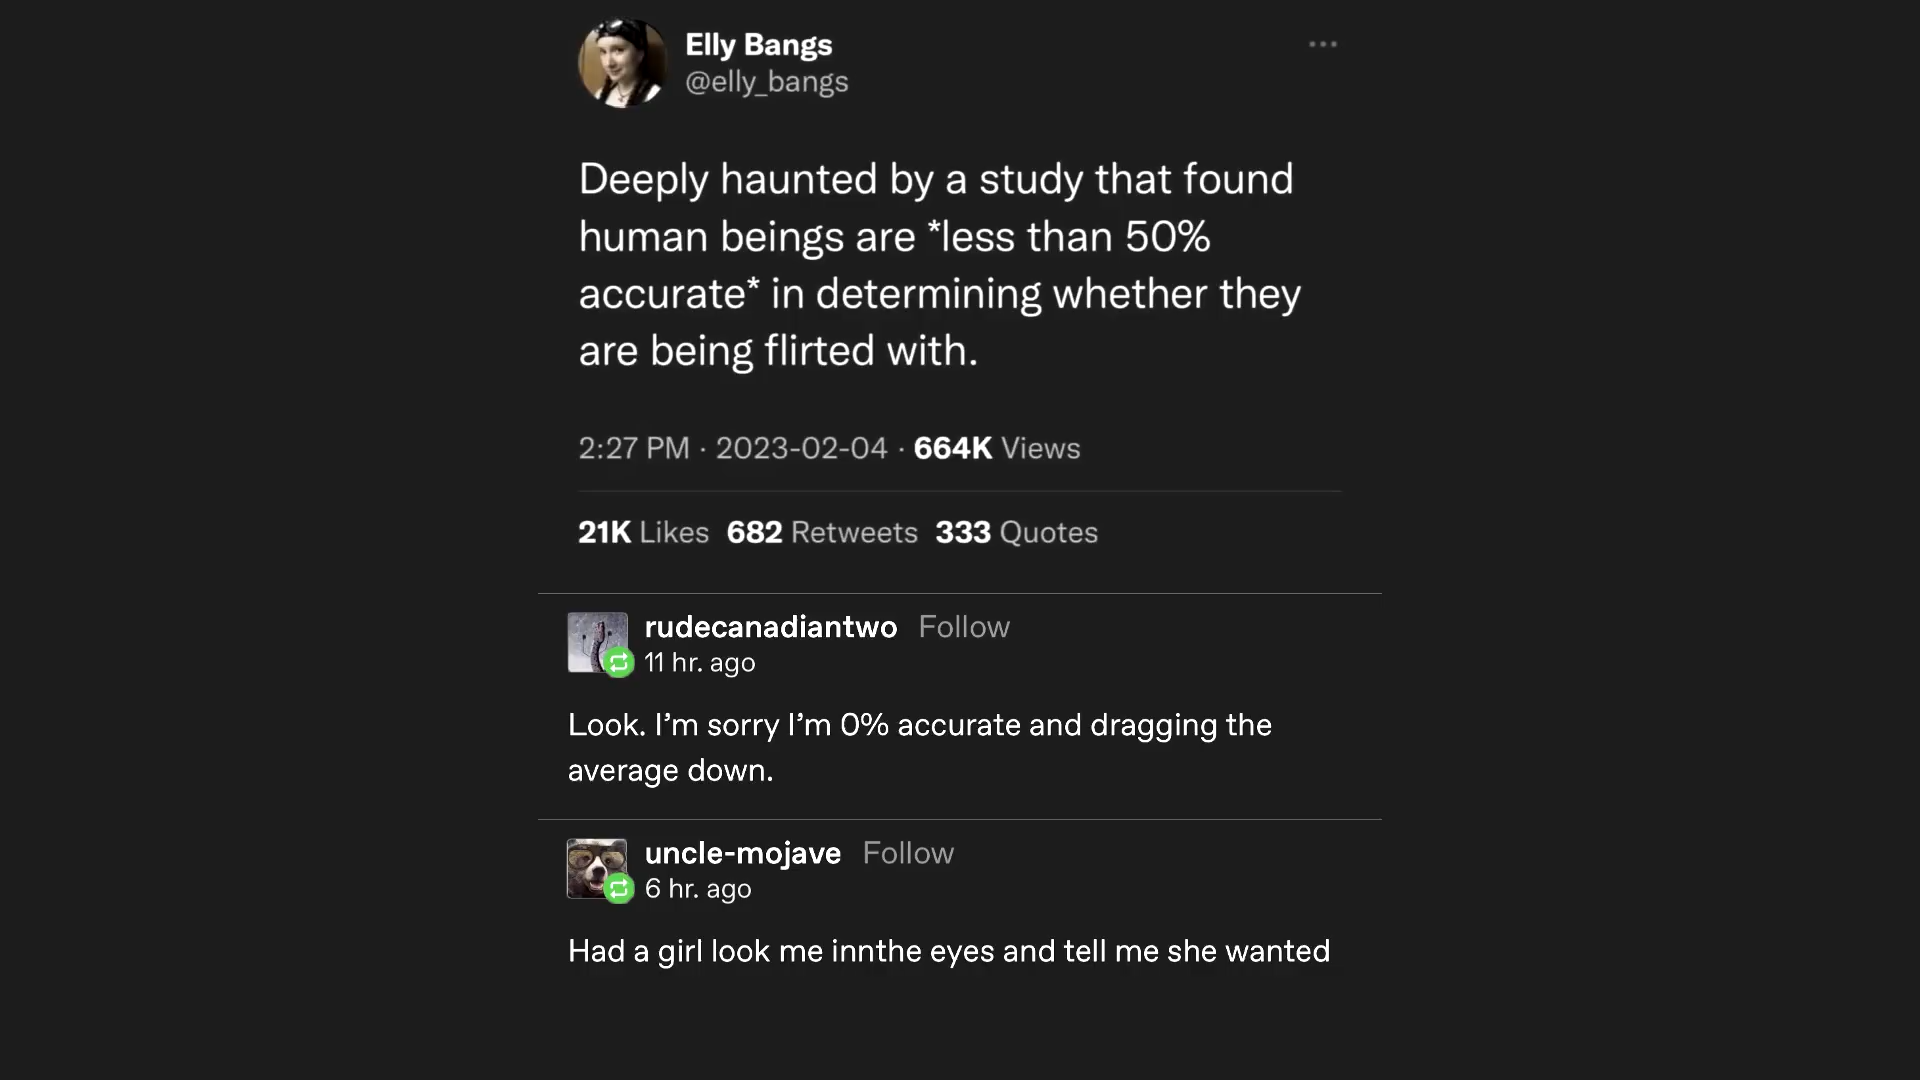 Elly Bangs
@elly_bangs
Deeply haunted by a study that found
human beings are *less than 50%
accurate* in determining whether they
are being flirted with.
2:27 PM · 2023-02-04 · 664K Views
21K Likes 682 Retweets 333 Quotes
rudecanadiantwo Follow
11 hr. ago
Look. I’m sorry I’m 0% accurate and dragging the
average down.
uncle-mojave Follow
6 hr. ago
Had a girl look me innthe eyes and tell me she wanted